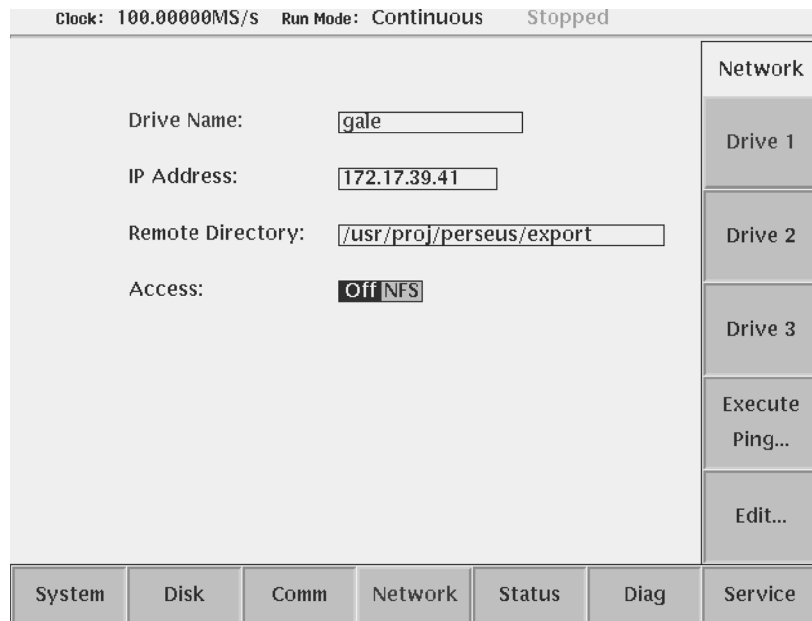 Clock: 100.00000MS/s Run Mode: Continuous Stopped
Network
Drive Name: gale
Drive 1
IP Address: 172.17.39.41
Remote Directory: /usr/proj/perseus/export
Drive 2
Access: Off NFS
Drive 3
Execute
Ping...
Edit...
System Disk Comm Network Status Diag Service